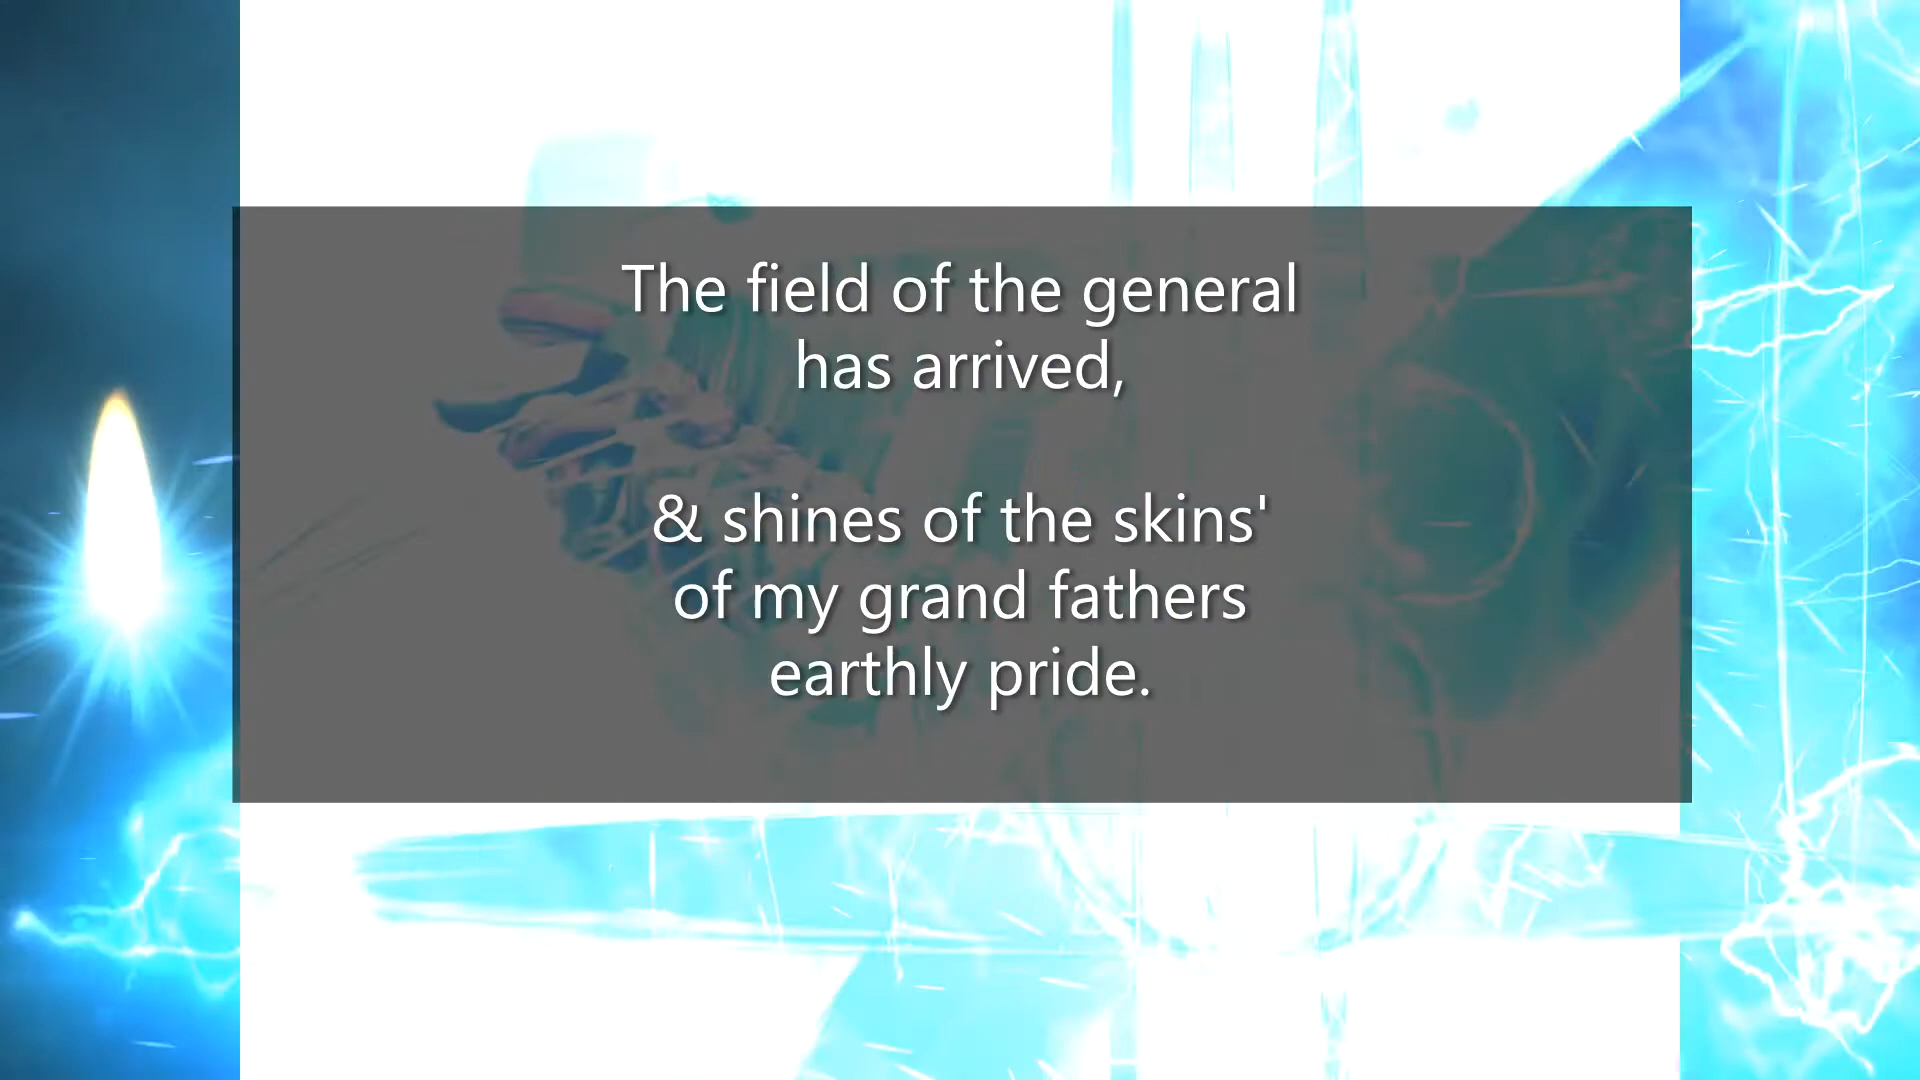 The field of the general
has arrived,
& shines of the skins'
of my grand fathers
earthly pride.